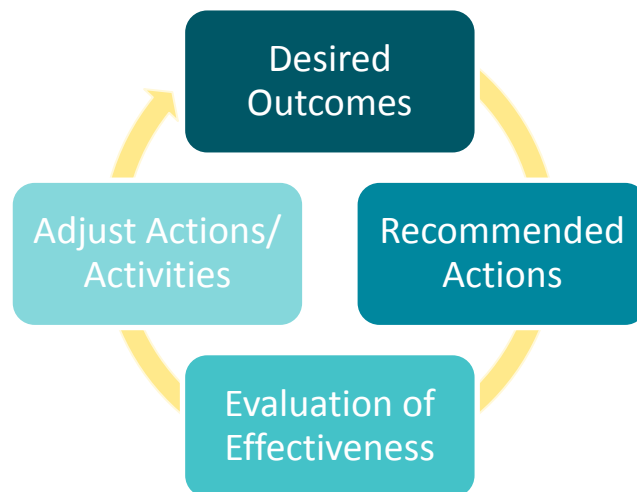 Desired
Outcomes
Recommended
Actions
Evaluation of
Effectiveness
Adjust Actions/
Activities